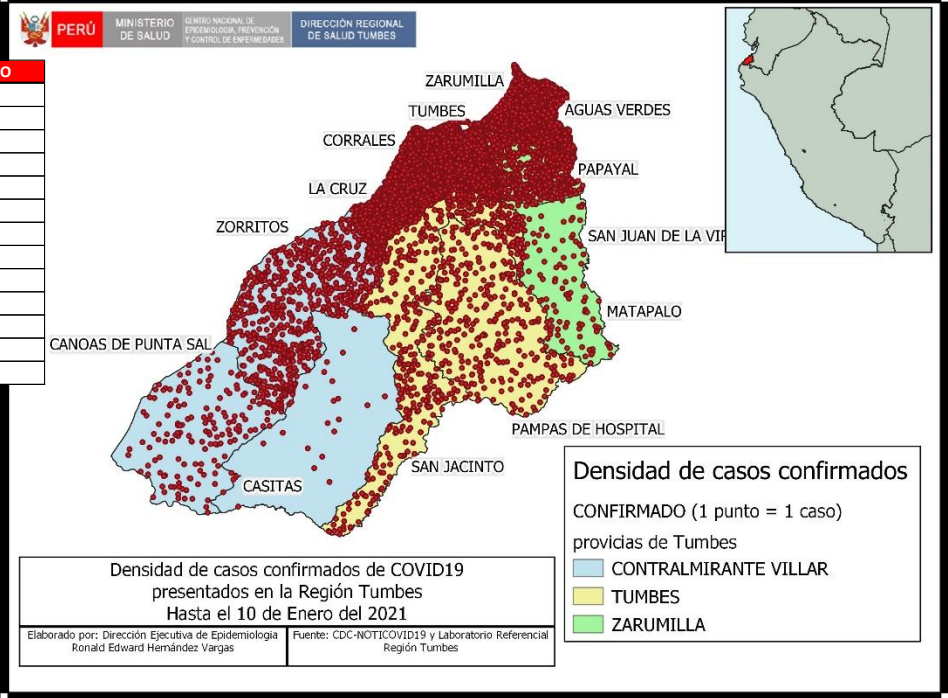 PERÚ
MINISTERIO
DE SALUD
CENTRO NACIONAL DE
EPIDEMIOLOGIA, PREVENCIÓN
Y CONTROL DE ENFERMEDADES
DIRECCIÓN REGIONAL
DE SALUD TUMBES
O
ZARUMILLA
TUMBES
AGUAS VERDES
CORRALES
PAPAYAL
LA CRUZ
ZORRITOS
SAN JUAN DE LA VIR
MATAPALO
CANOAS DE PUNTA SAL
PAMPAS DE HOSPITAL
SAN JACINTO
CASITAS
Densidad de casos confirmados
CONFIRMADO (1 punto = 1 caso)
provicias de Tumbes
CONTRALMIRANTE VILLAR
TUMBES
ZARUMILLA
Densidad de casos confirmados de COVID19
presentados en la Región Tumbes
Hasta el 10 de Enero del 2021
Elaborado por: Dirección Ejecutiva de Epidemiologia
Ronald Edward Hernández Vargas
Fuente: CDC-NOTICOVID19 y Laboratorio Referencial
Región Tumbes